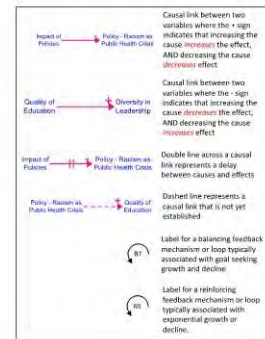 Impact of
Policies
Policy - Racism as
Public Health Crisis
Causal link between two
variables where the + sign
indicates that increasing
the cause increases the effect,
AND decreasing the cause
decreases effect
Quality of
Education
Diversity in
Leadership
Causal link between two
variables where the - sign
indicates that increasing
the cause decreases the effect,
AND decreasing the cause
increases effect
Impact of
Policies
Policy - Racism as
Public Health Crisis
Double line across a causal
link represents a delay
between causes and effects
Policy - Racism as
Public Health Crisis
Quality of
Education
Dashed line represents a
causal link that is not yet
established
Label for a balancing feedback
mechanism or loop typically
associated with goal seeking
growth and decline
Label for a reinforcing
feedback mechanism or loop
typically associated with
exponential growth or
decline.